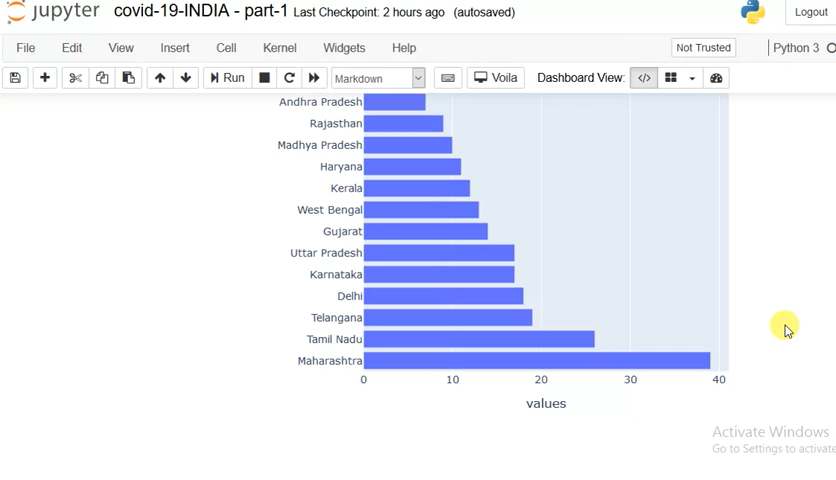 jupyter covid-19-INDIA - part-1 Last Checkpoint: 2 hours ago (autosaved)
Logout
File Edit View Insert Cell Kernel Widgets Help
Not Trusted Python 3
Run Markdown Voila Dashboard View:
Andhra Pradesh
Rajasthan
Madhya Pradesh
Haryana
Kerala
West Bengal
Gujarat
Uttar Pradesh
Karnataka
Delhi
Telangana
Tamil Nadu
Maharashtra
0 10 20 30 40
values
Activate Windows
Go to Settings to activate